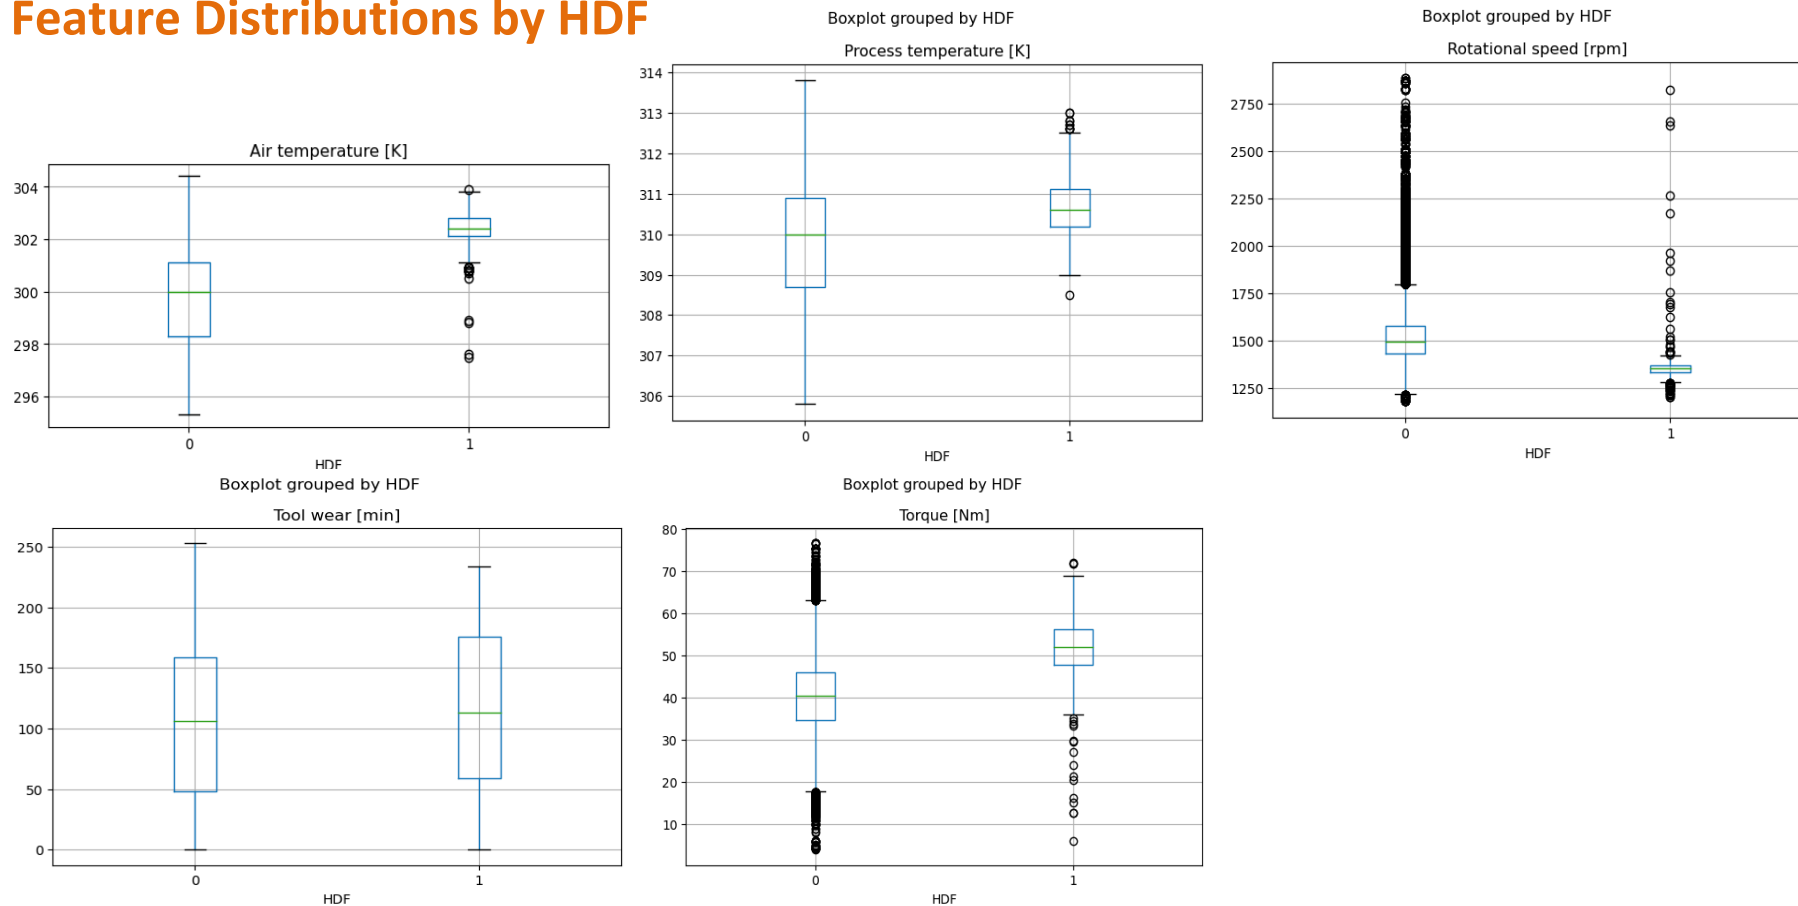 Feature Distributions by HDF
Air temperature [K]
304
302
300
298
296
0 1
HDF
Boxplot grouped by HDF
Process temperature [K]
314
313
312
311
310
309
308
307
306
0 1
HDF
Boxplot grouped by HDF
Rotational speed [rpm]
2750
2500
2250
2000
1750
1500
1250
0 1
HDF
Boxplot grouped by HDF
Tool wear [min]
250
200
150
100
50
0
0 1
HDF
Boxplot grouped by HDF
Torque [Nm]
80
70
60
50
40
30
20
10
0 1
HDF